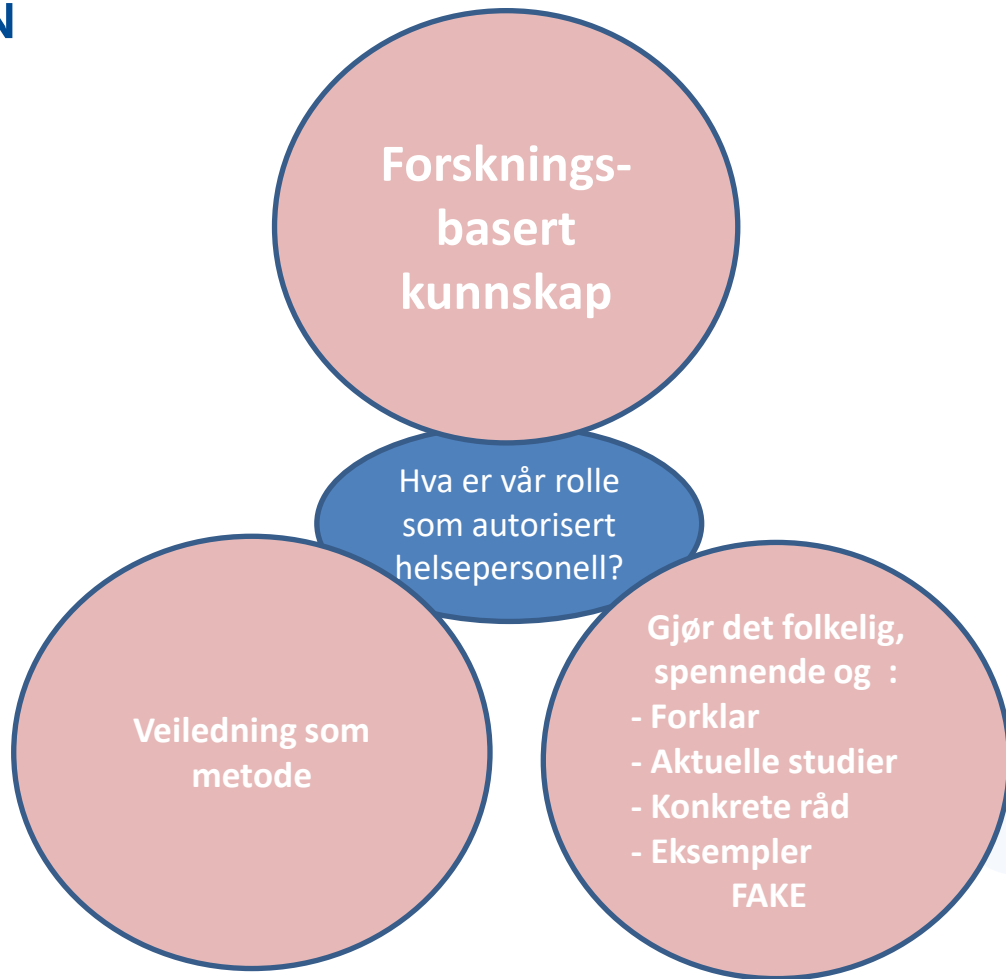 N
Forsknings-
basert
kunnskap
Hva er vår rolle
som autorisert
helsepersonell?
Veiledning som
metode
Gjør det folkelig,
spennende og  :
- Forklar
- Aktuelle studier
- Konkrete råd
- Eksempler
FAKE